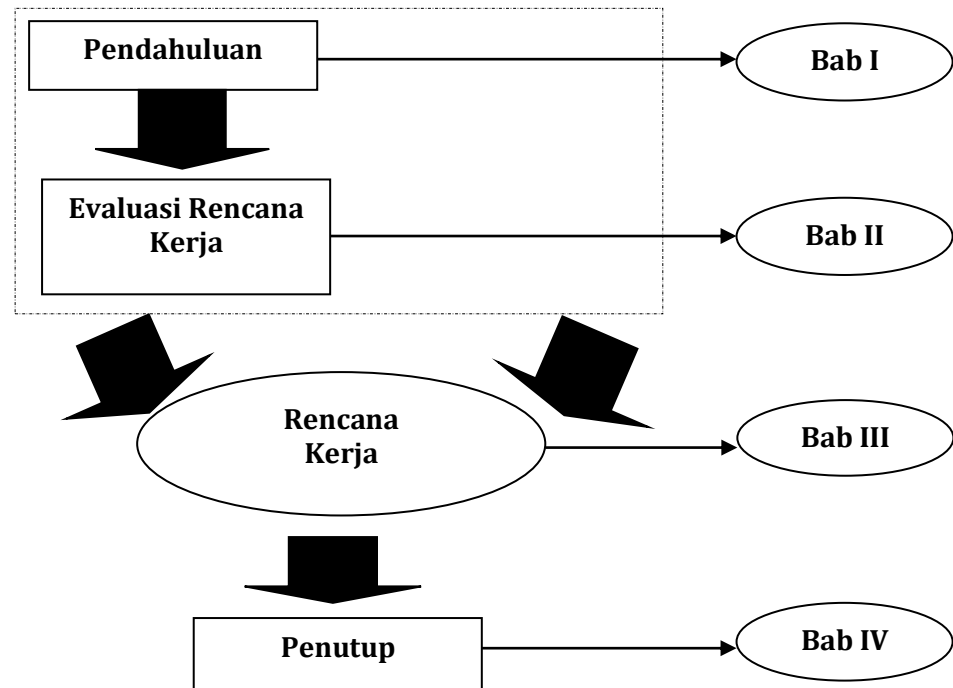 Pendahuluan
Bab I
Evaluasi Rencana
Kerja
Bab II
Rencana
Kerja
Bab III
Penutup
Bab IV